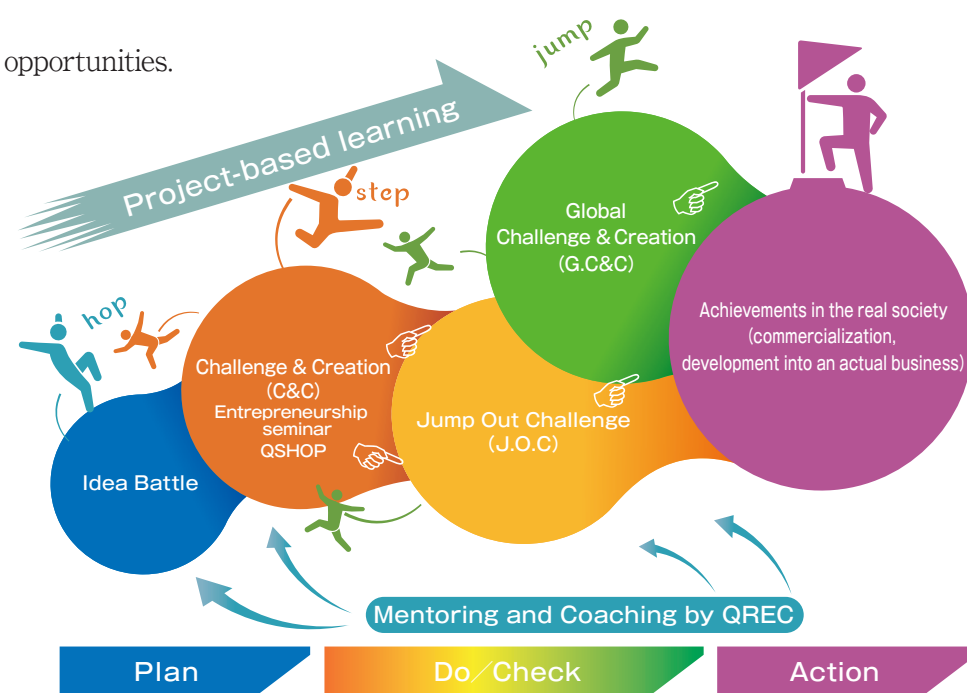 opportunities.
Project-based learning
hop
step
jump
Idea Battle
Challenge & Creation
(C&C)
Entrepreneurship
seminar
QSHOP
Jump Out Challenge
(J.O.C)
Global
Challenge & Creation
(G.C&C)
Achievements in the real society
(commercialization,
development into an actual business)
Mentoring and Coaching by QREC
Plan
Do/Check
Action